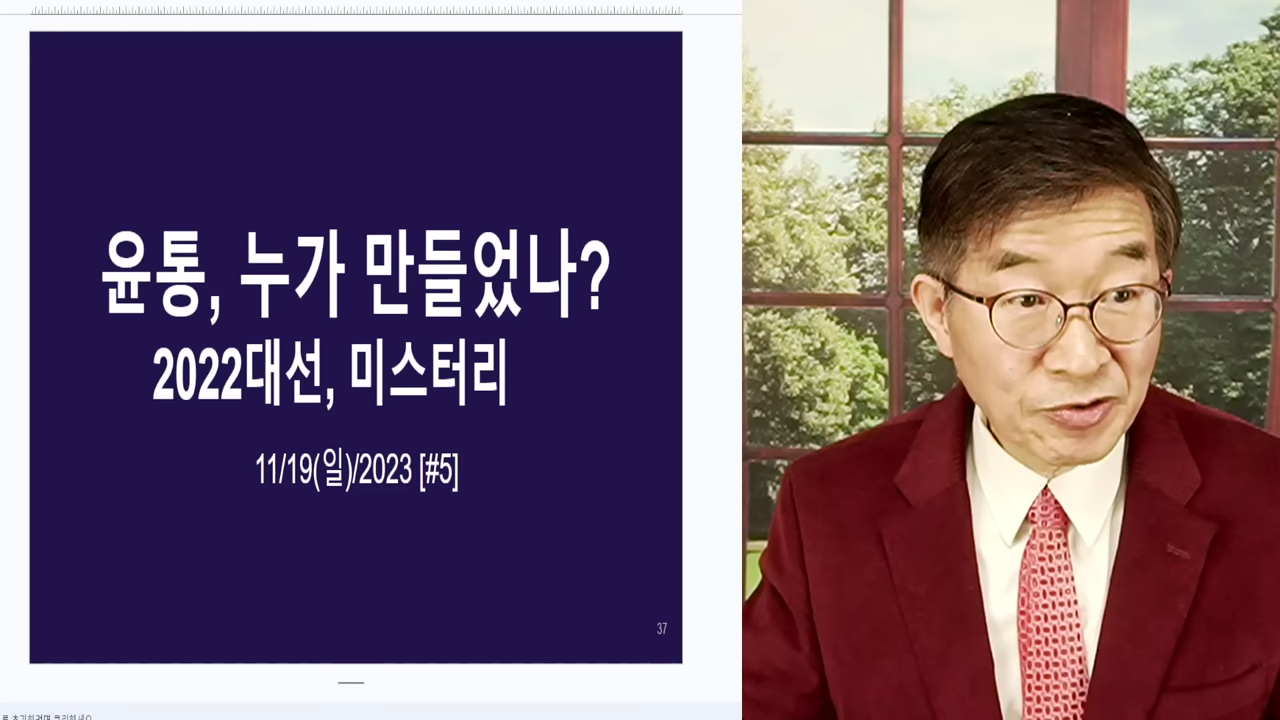 윤통, 누가 만들었나?
2022대선, 미스터리
11/19(일)/2023 [#5]
37